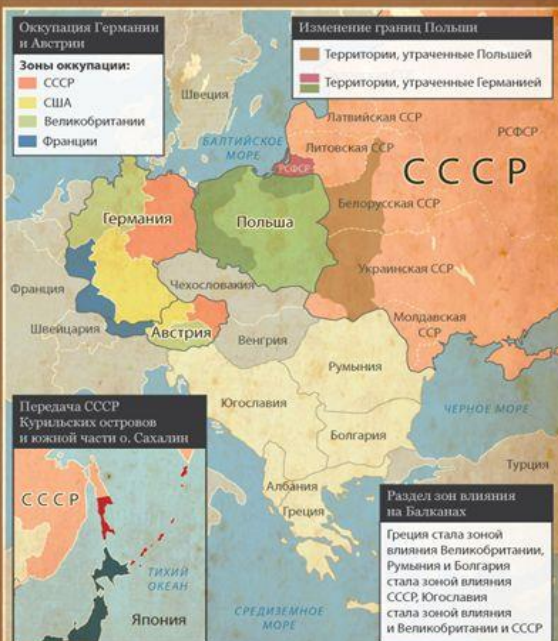 Оккупация Германии
и Австрии
Зоны оккупации:
СССР
США
Великобритании
Франции
Изменение границ Польши
Территории, утраченные Польшей
Территории, утраченные Германией
Швеция
БАЛТИЙСКОЕ
МОРЕ
Латвийская ССР
РСФСР
Литовская ССР
РСФСР
СССР
Белорусская ССР
Германия
Польша
Украинская ССР
Франция
Чехословакия
Молдавская
ССР
Швейцария
Австрия
Венгрия
Румыния
Югославия
ЧЕРНОЕ МОРЕ
Болгария
Турция
Албания
Греция
СРЕДИЗЕМНОЕ
МОРЕ
Передача СССР
Курильских островов
и южной части о. Сахалин
СССР
ТИХИЙ
ОКЕАН
Япония
Раздел зон влияния
на Балканах
Греция стала зоной
влияния Великобритании,
Румыния и Болгария
стала зоной влияния
СССР, Югославия
стала зоной влияния
и Великобритании и СССР